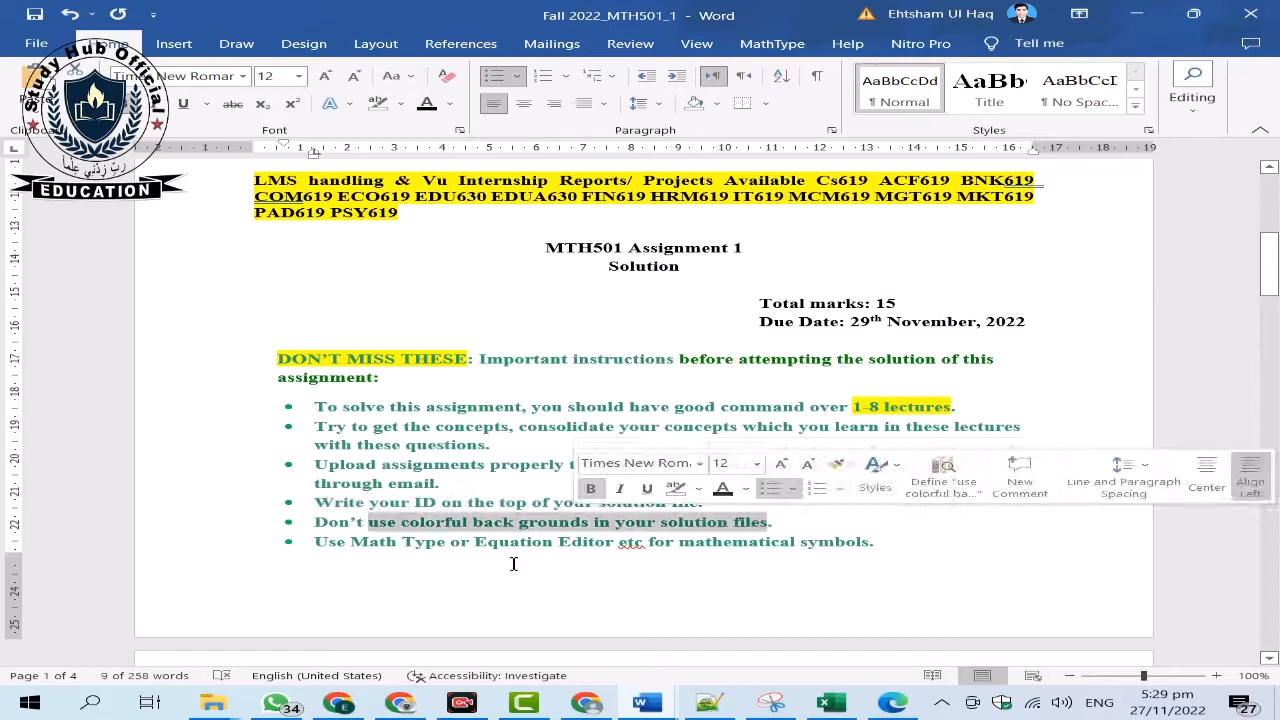 Fall 2022_MTH501_1 - Word
Ehtsham Ul Haq
File Home Insert Draw Design Layout References Mailings Review View MathType Help Nitro Pro Tell me
Times New Roman 12 Aa
AaBbCcDd AaBb AaBbCcI
¶ Normal Title ¶ No Spac...
Editing
Font Paragraph Styles
Study Hub Official
EDUCATION
LMS handling & Vu Internship Reports/ Projects Available Cs619 ACF619 BNK619
COM619 ECO619 EDU630 EDUA630 FIN619 HRM619 IT619 MCM619 MGT619 MKT619
PAD619 PSY619
MTH501 Assignment 1
Solution
Total marks: 15
Due Date: 29th November, 2022
DON’T MISS THESE: Important instructions before attempting the solution of this
assignment:
• To solve this assignment, you should have good command over 1-8 lectures.
• Try to get the concepts, consolidate your concepts which you learn in these lectures
with these questions.
• Upload assignments properly
through email.
• Write your ID on the top of your solution file.
• Don’t use colorful back grounds in your solution files.
• Use Math Type or Equation Editor etc for mathematical symbols.
Times New Rom. 12
Styles Define "use colorful ba... New Comment Line and Paragraph Spacing Center Align Left
Page 1 of 4 9 of 258 words English (United States) Accessibility: Investigate 100%
34
5:29 pm
27/11/2022
27